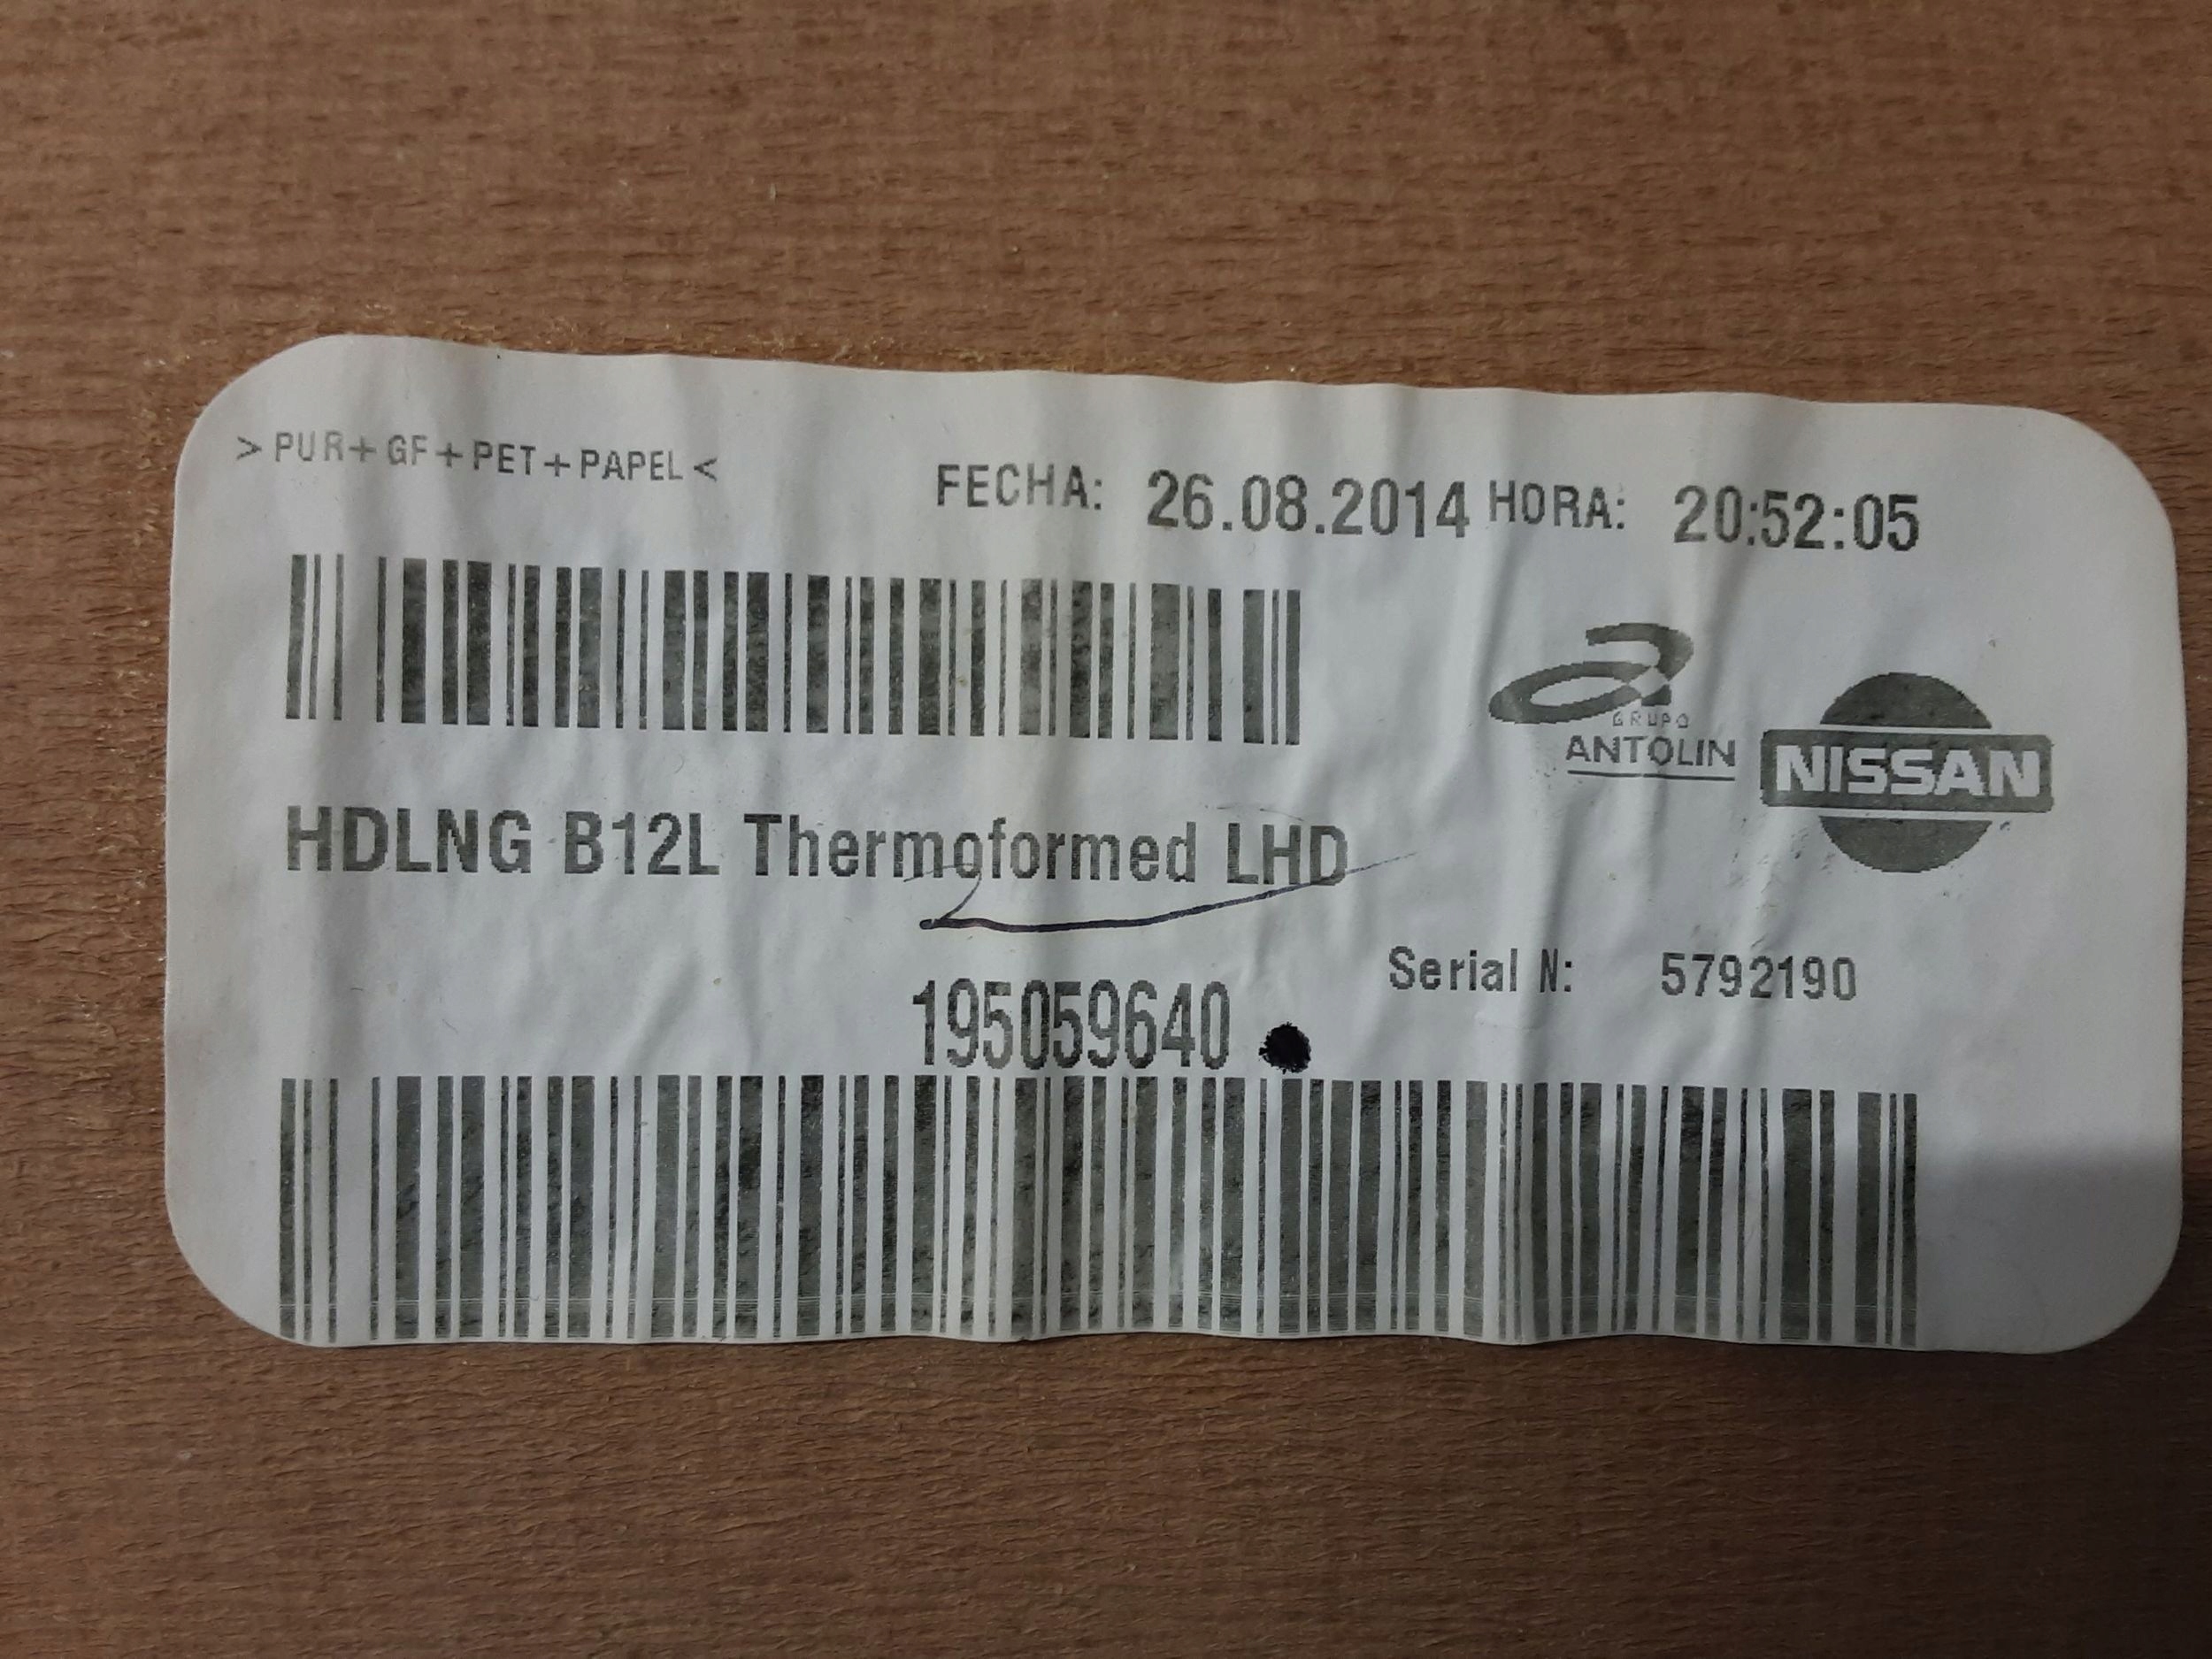 >PUR+GF+PET+PAPEL<
FECHA: 26.08.2014 HORA: 20:52:05
GRUPO
ANTOLIN
NISSAN
HDLNG B12L Thermoformed LHD
Serial N: 5792190
195059640